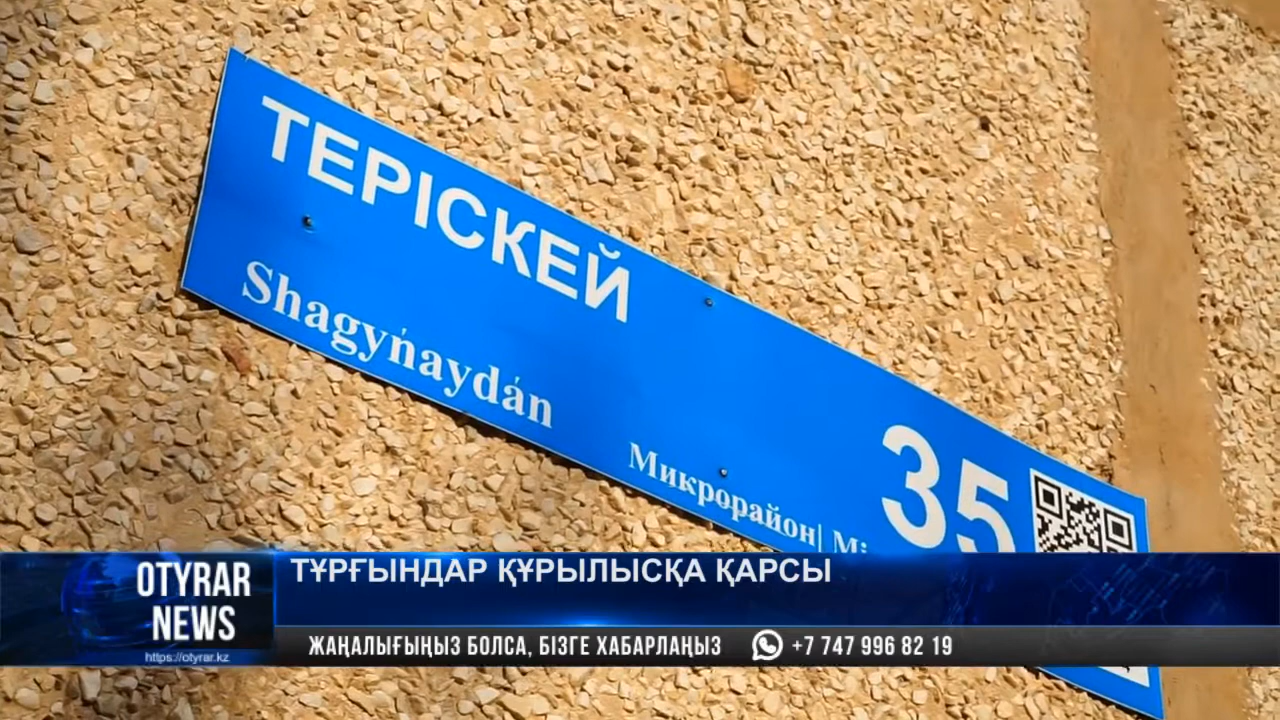 ТЕРІСКЕЙ
Shagyńaydán
35
Микрорайон|
OTYRAR
NEWS
https://otyrar.kz
ТҰРҒЫНДАР ҚҰРЫЛЫСҚА ҚАРСЫ
ЖАҢАЛЫҒЫҢЫЗ БОЛСА, БІЗГЕ ХАБАРЛАҢЫЗ +7 747 996 82 19